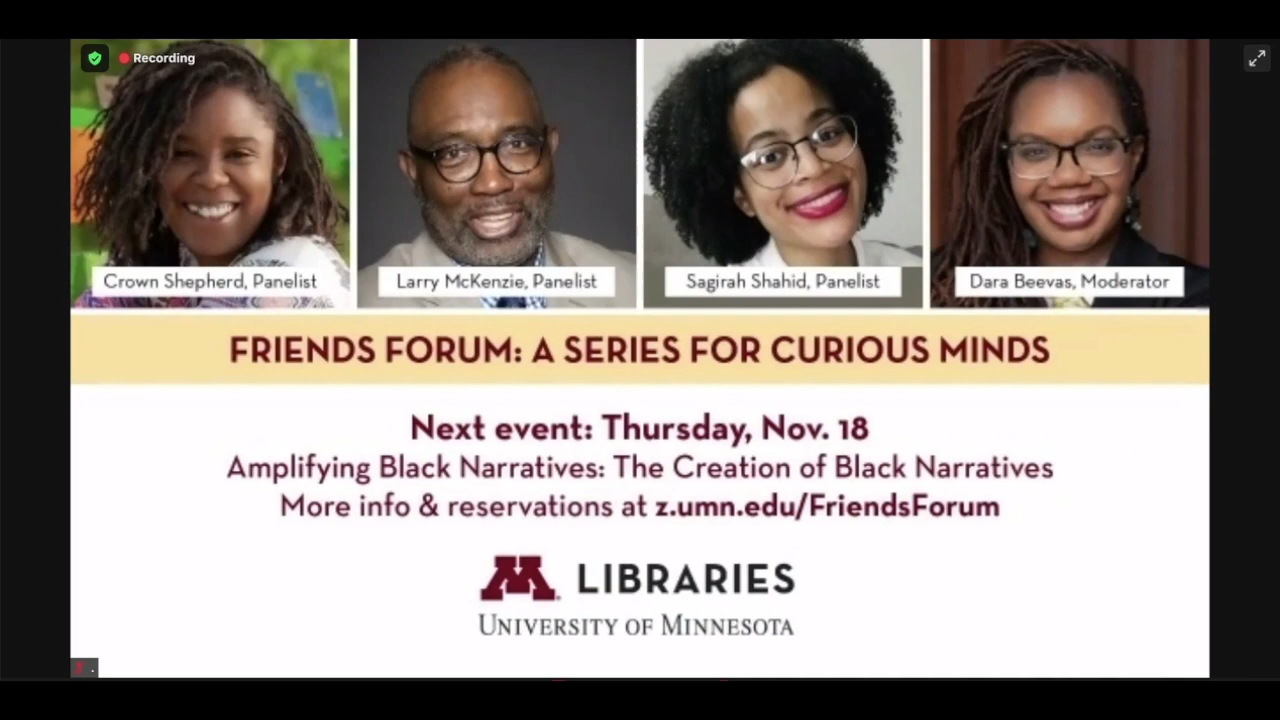 Recording
Crown Shepherd, Panelist
Larry McKenzie, Panelist
Sagirah Shahid, Panelist
Dara Beevas, Moderator
FRIENDS FORUM: A SERIES FOR CURIOUS MINDS
Next event: Thursday, Nov. 18
Amplifying Black Narratives: The Creation of Black Narratives
More info & reservations at z.umn.edu/FriendsForum
M LIBRARIES
UNIVERSITY OF MINNESOTA